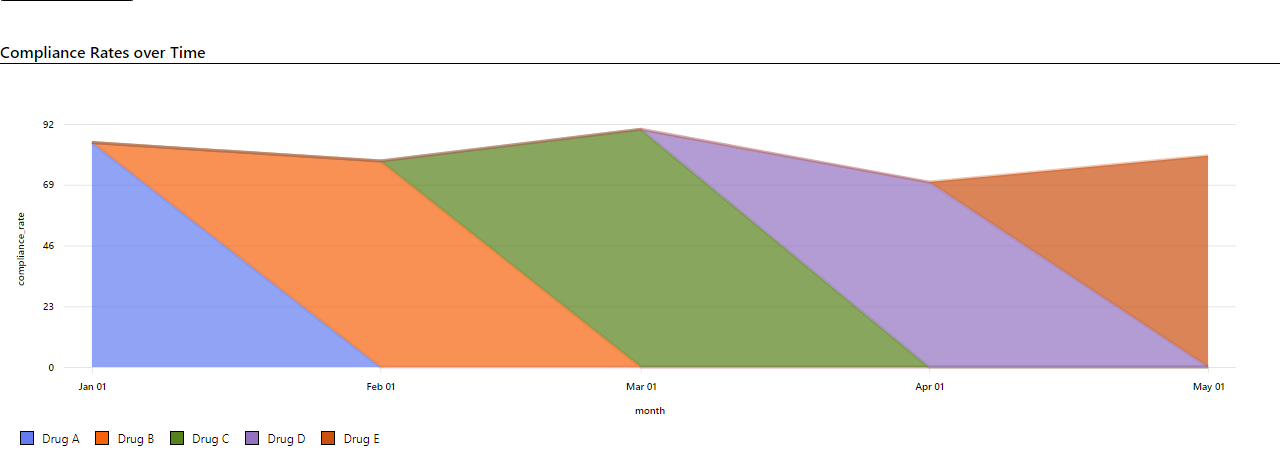 Compliance Rates over Time
92
69
46
23
0
compliance_rate
Jan 01 Feb 01 Mar 01 Apr 01 May 01
month
Drug A Drug B Drug C Drug D Drug E